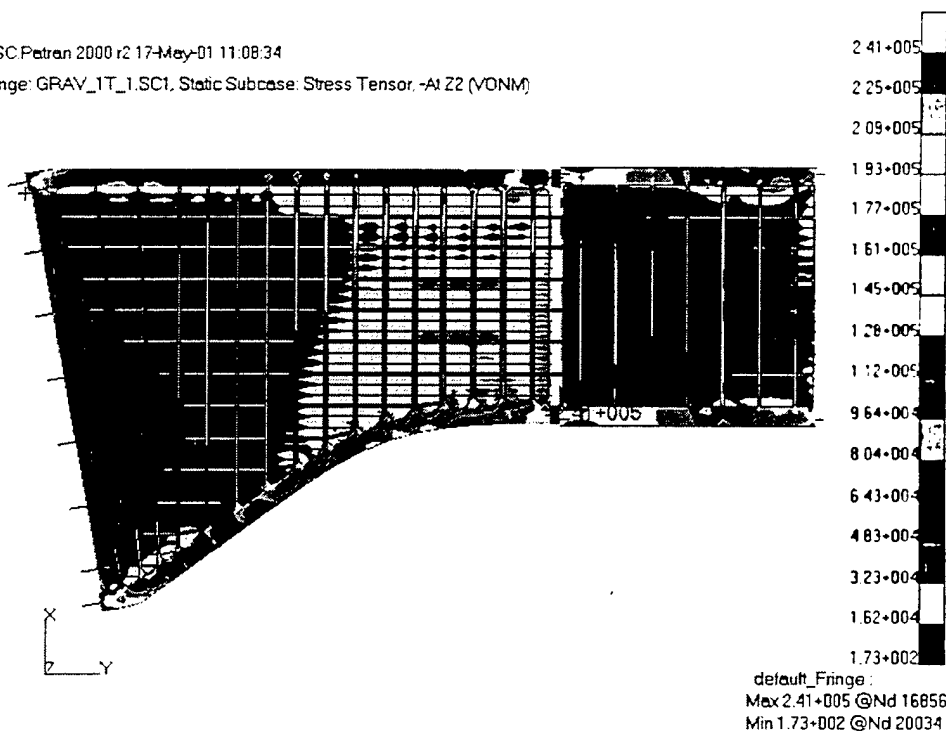 SC.Patran 2000 r2 17-May-01 11:08:34
nge: GRAV_1T_1.SC1, Static Subcase: Stress Tensor, -At Z2 (VONM)
2.41+005
2.25+005
2.09+005
1.93+005
1.77+005
1.61+005
1.45+005
1.28+005
1.12+005
9.64+004
8.04+004
6.43+004
4.83+004
3.23+004
1.62+004
1.73+002
+005
X
Z Y
default_Fringe :
Max 2.41+005 @Nd 16856
Min 1.73+002 @Nd 20034